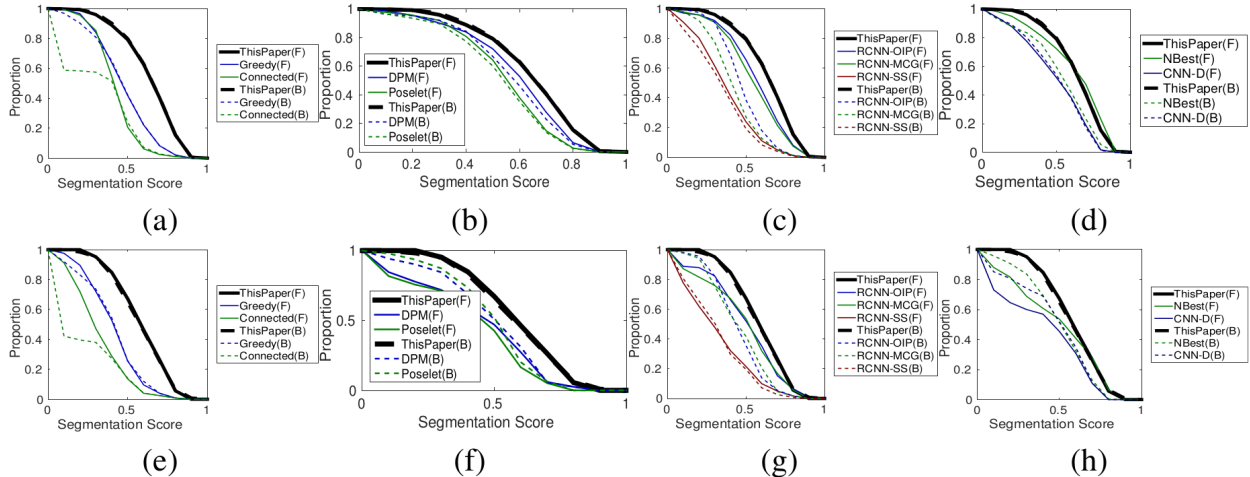 Proportion
1
0.8
0.6
0.4
0.2
0
0
0.5
1
Segmentation Score
ThisPaper(F)
Greedy(F)
Connected(F)
ThisPaper(B)
Greedy(B)
Connected(B)
(a)
Proportion
1
0.8
0.6
0.4
0.2
0
0
0.2
0.4
0.6
0.8
1
Segmentation Score
ThisPaper(F)
DPM(F)
Poselet(F)
ThisPaper(B)
DPM(B)
Poselet(B)
(b)
Proportion
1
0.8
0.6
0.4
0.2
0
0
0.5
1
Segmentation Score
ThisPaper(F)
RCNN-OIP(F)
RCNN-MCG(F)
RCNN-SS(F)
ThisPaper(B)
RCNN-OIP(B)
RCNN-MCG(B)
RCNN-SS(B)
(c)
Proportion
1
0.8
0.6
0.4
0.2
0
0
0.5
1
Segmentation Score
ThisPaper(F)
NBest(F)
CNN-D(F)
ThisPaper(B)
NBest(B)
CNN-D(B)
(d)
Proportion
1
0.8
0.6
0.4
0.2
0
0
0.5
1
Segmentation Score
ThisPaper(F)
Greedy(F)
Connected(F)
ThisPaper(B)
Greedy(B)
Connected(B)
(e)
Proportion
1
0.5
0
0
0.5
1
Segmentation Score
ThisPaper(F)
DPM(F)
Poselet(F)
ThisPaper(B)
DPM(B)
Poselet(B)
(f)
Proportion
1
0.8
0.6
0.4
0.2
0
0
0.5
1
Segmentation Score
ThisPaper(F)
RCNN-OIP(F)
RCNN-MCG(F)
RCNN-SS(F)
ThisPaper(B)
RCNN-OIP(B)
RCNN-MCG(B)
RCNN-SS(B)
(g)
Proportion
1
0.8
0.6
0.4
0.2
0
0
0.5
1
Segmentation Score
ThisPaper(F)
NBest(F)
CNN-D(F)
ThisPaper(B)
NBest(B)
CNN-D(B)
(h)